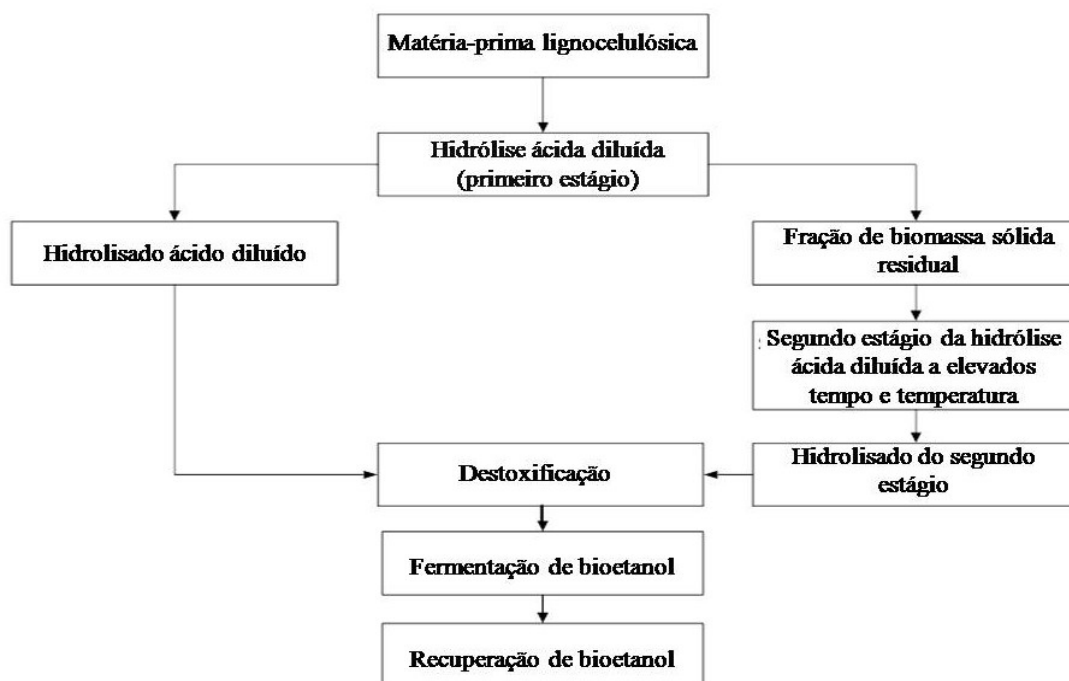 Matéria-prima lignocelulósica
Hidrólise ácida diluída
(primeiro estágio)
Hidrolisado ácido diluído
Fração de biomassa sólida
residual
Segundo estágio da hidrólise
ácida diluída a elevados
tempo e temperatura
Hidrolisado do segundo
estágio
Destoxificação
Fermentação de bioetanol
Recuperação de bioetanol